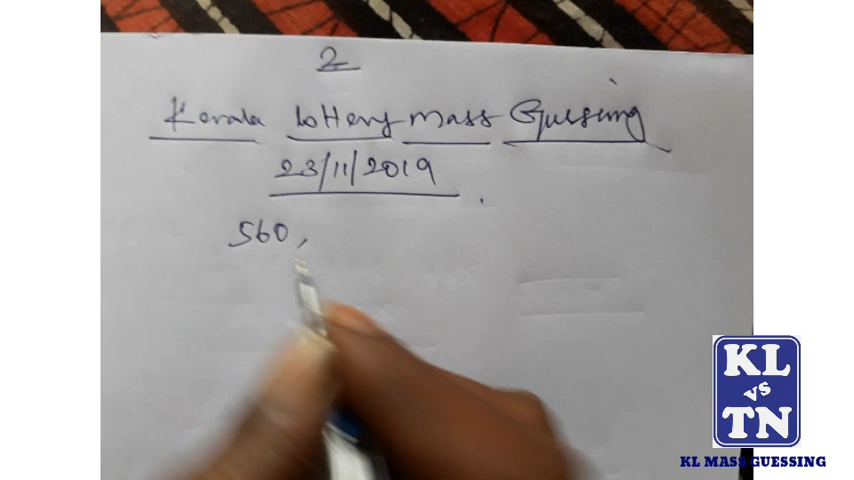 2
Kerala lottery mass Guessing
23/11/2019.
560,
KL
vs
TN
KL MASS GUESSING